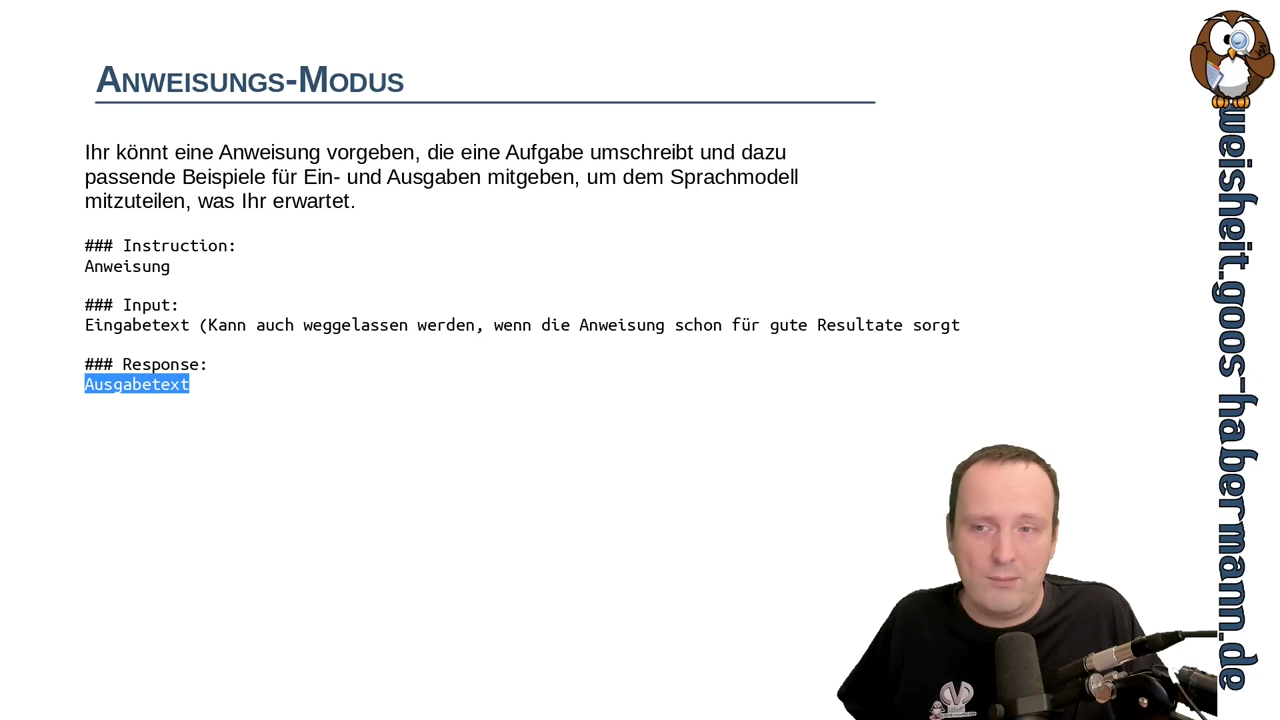 Anweisungs-Modus
Ihr könnt eine Anweisung vorgeben, die eine Aufgabe umschreibt und dazu
passende Beispiele für Ein- und Ausgaben mitgeben, um dem Sprachmodell
mitzuteilen, was Ihr erwartet.
### Instruction:
Anweisung
### Input:
Eingabetext (Kann auch weggelassen werden, wenn die Anweisung schon für gute Resultate sorgt
### Response:
Ausgabetext
weisheit.goos-habermann.de